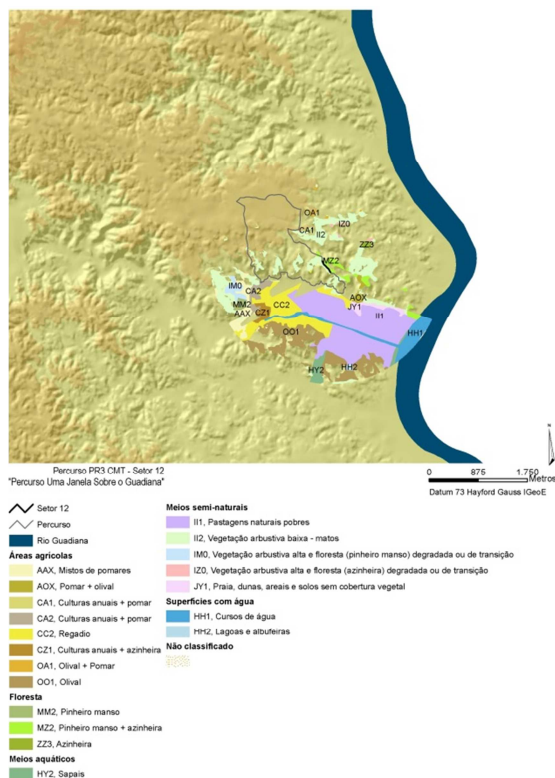 OA1
CA1
IZ0
II2
ZZ3
MZ2
IM0
CA2
AOX
MM2
CC2
JY1
AAX
CZ1
II1
OO1
HH1
HY2
HH2
Percurso PR3 CMT - Setor 12
"Percurso Uma Janela Sobre o Guadiana"
0 875 1.750 Metros
Datum 73 Hayford Gauss IGeoE
Setor 12
Percurso
Rio Guadiana
Áreas agrícolas
AAX, Mistos de pomares
AOX, Pomar + olival
CA1, Culturas anuais + pomar
CA2, Culturas anuais + pomar
CC2, Regadio
CZ1, Culturas anuais + azinheira
OA1, Olival + Pomar
OO1, Olival
Floresta
MM2, Pinheiro manso
MZ2, Pinheiro manso + azinheira
ZZ3, Azinheira
Meios aquáticos
HY2, Sapais
Meios semi-naturais
II1, Pastagens naturais pobres
II2, Vegetação arbustiva baixa - matos
IM0, Vegetação arbustiva alta e floresta (pinheiro manso) degradada ou de transição
IZ0, Vegetação arbustiva alta e floresta (azinheira) degradada ou de transição
JY1, Praia, dunas, areais e solos sem cobertura vegetal
Superfícies com água
HH1, Cursos de água
HH2, Lagoas e albufeiras
Não classificado